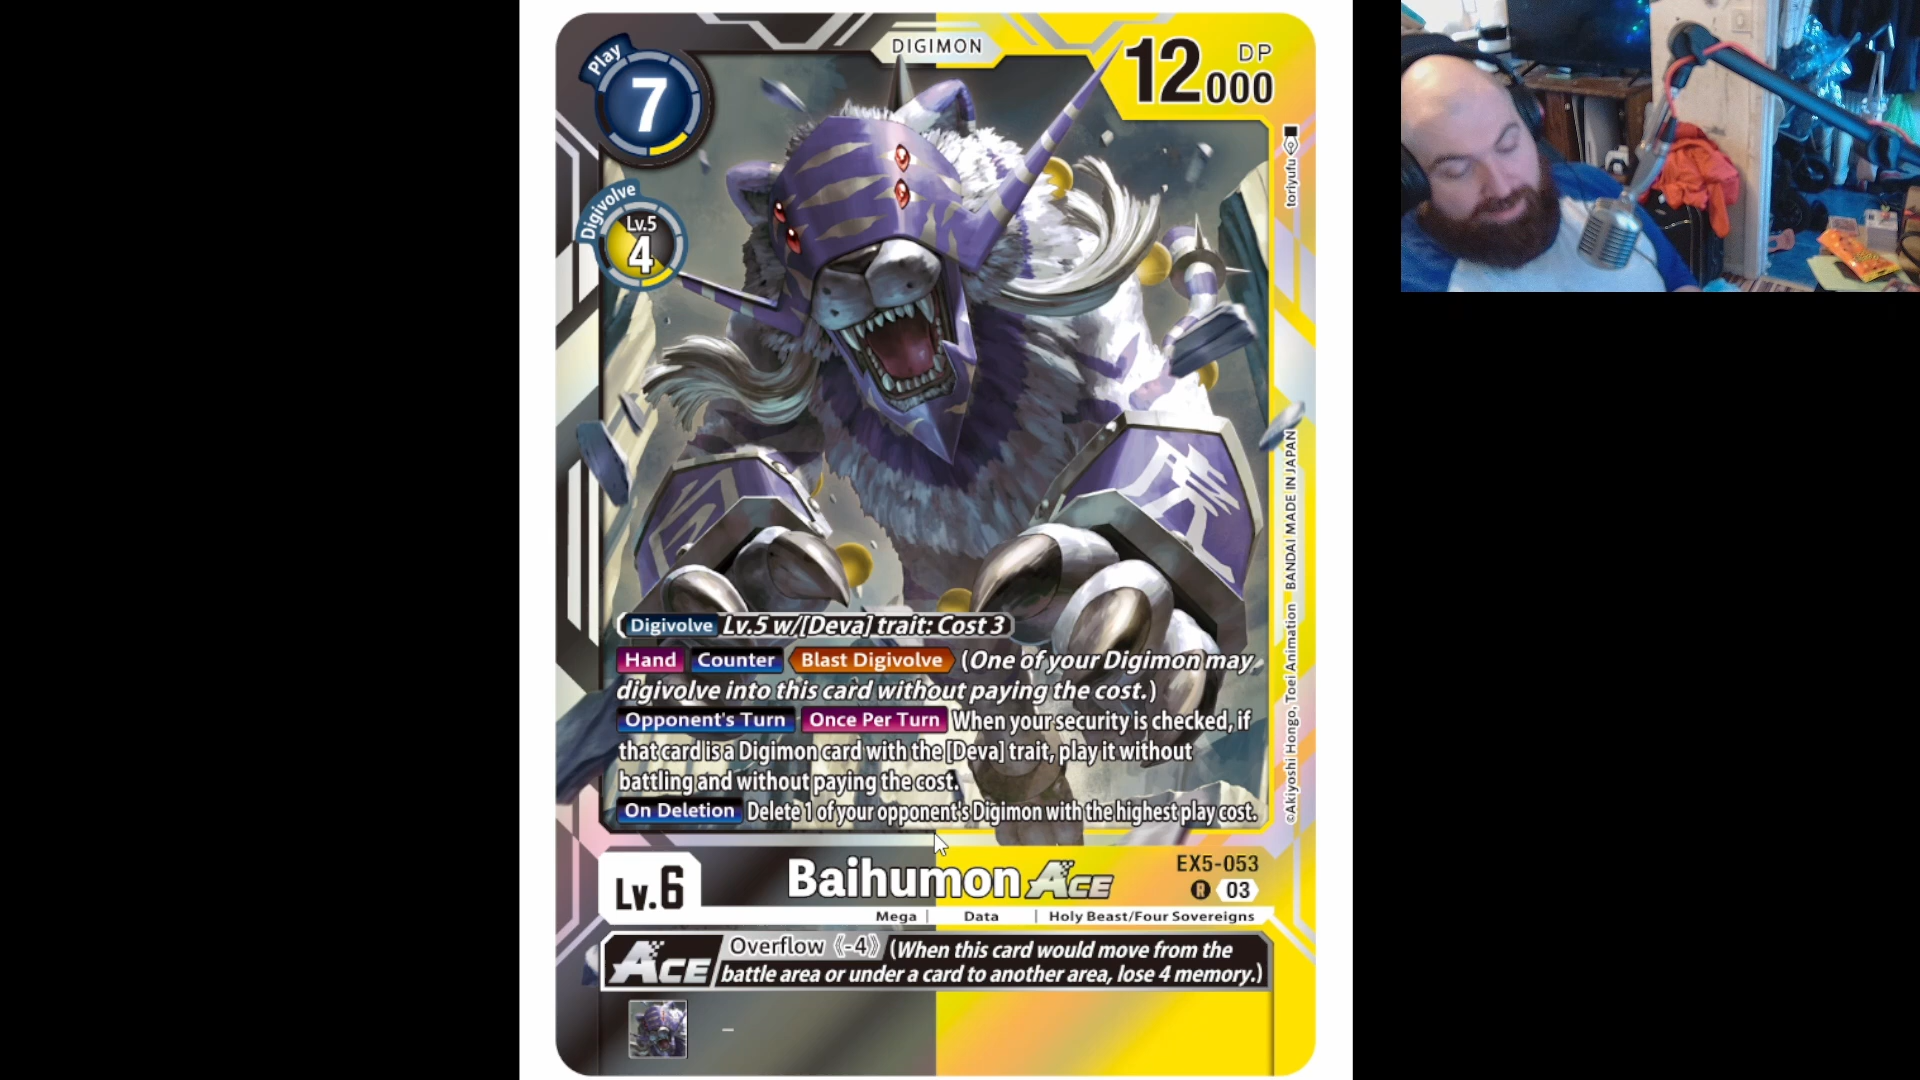 DIGIMON
Play
7
12000
DP
Digivolve
Lv.5
4
toriyufu
白
虎
Digivolve Lv.5 w/[Deva] trait: Cost 3
Hand Counter Blast Digivolve (One of your Digimon may
digivolve into this card without paying the cost.)
Opponent's Turn Once Per Turn When your security is checked, if
that card is a Digimon card with the [Deva] trait, play it without
battling and without paying the cost.
On Deletion Delete 1 of your opponent's Digimon with the highest play cost.
©Akiyoshi Hongo, Toei Animation BANDAI MADE IN JAPAN
Lv.6
Baihumon ACE
EX5-053
R 03
Mega | Data | Holy Beast/Four Sovereigns
ACE Overflow《-4》(When this card would move from the
battle area or under a card to another area, lose 4 memory.)
–